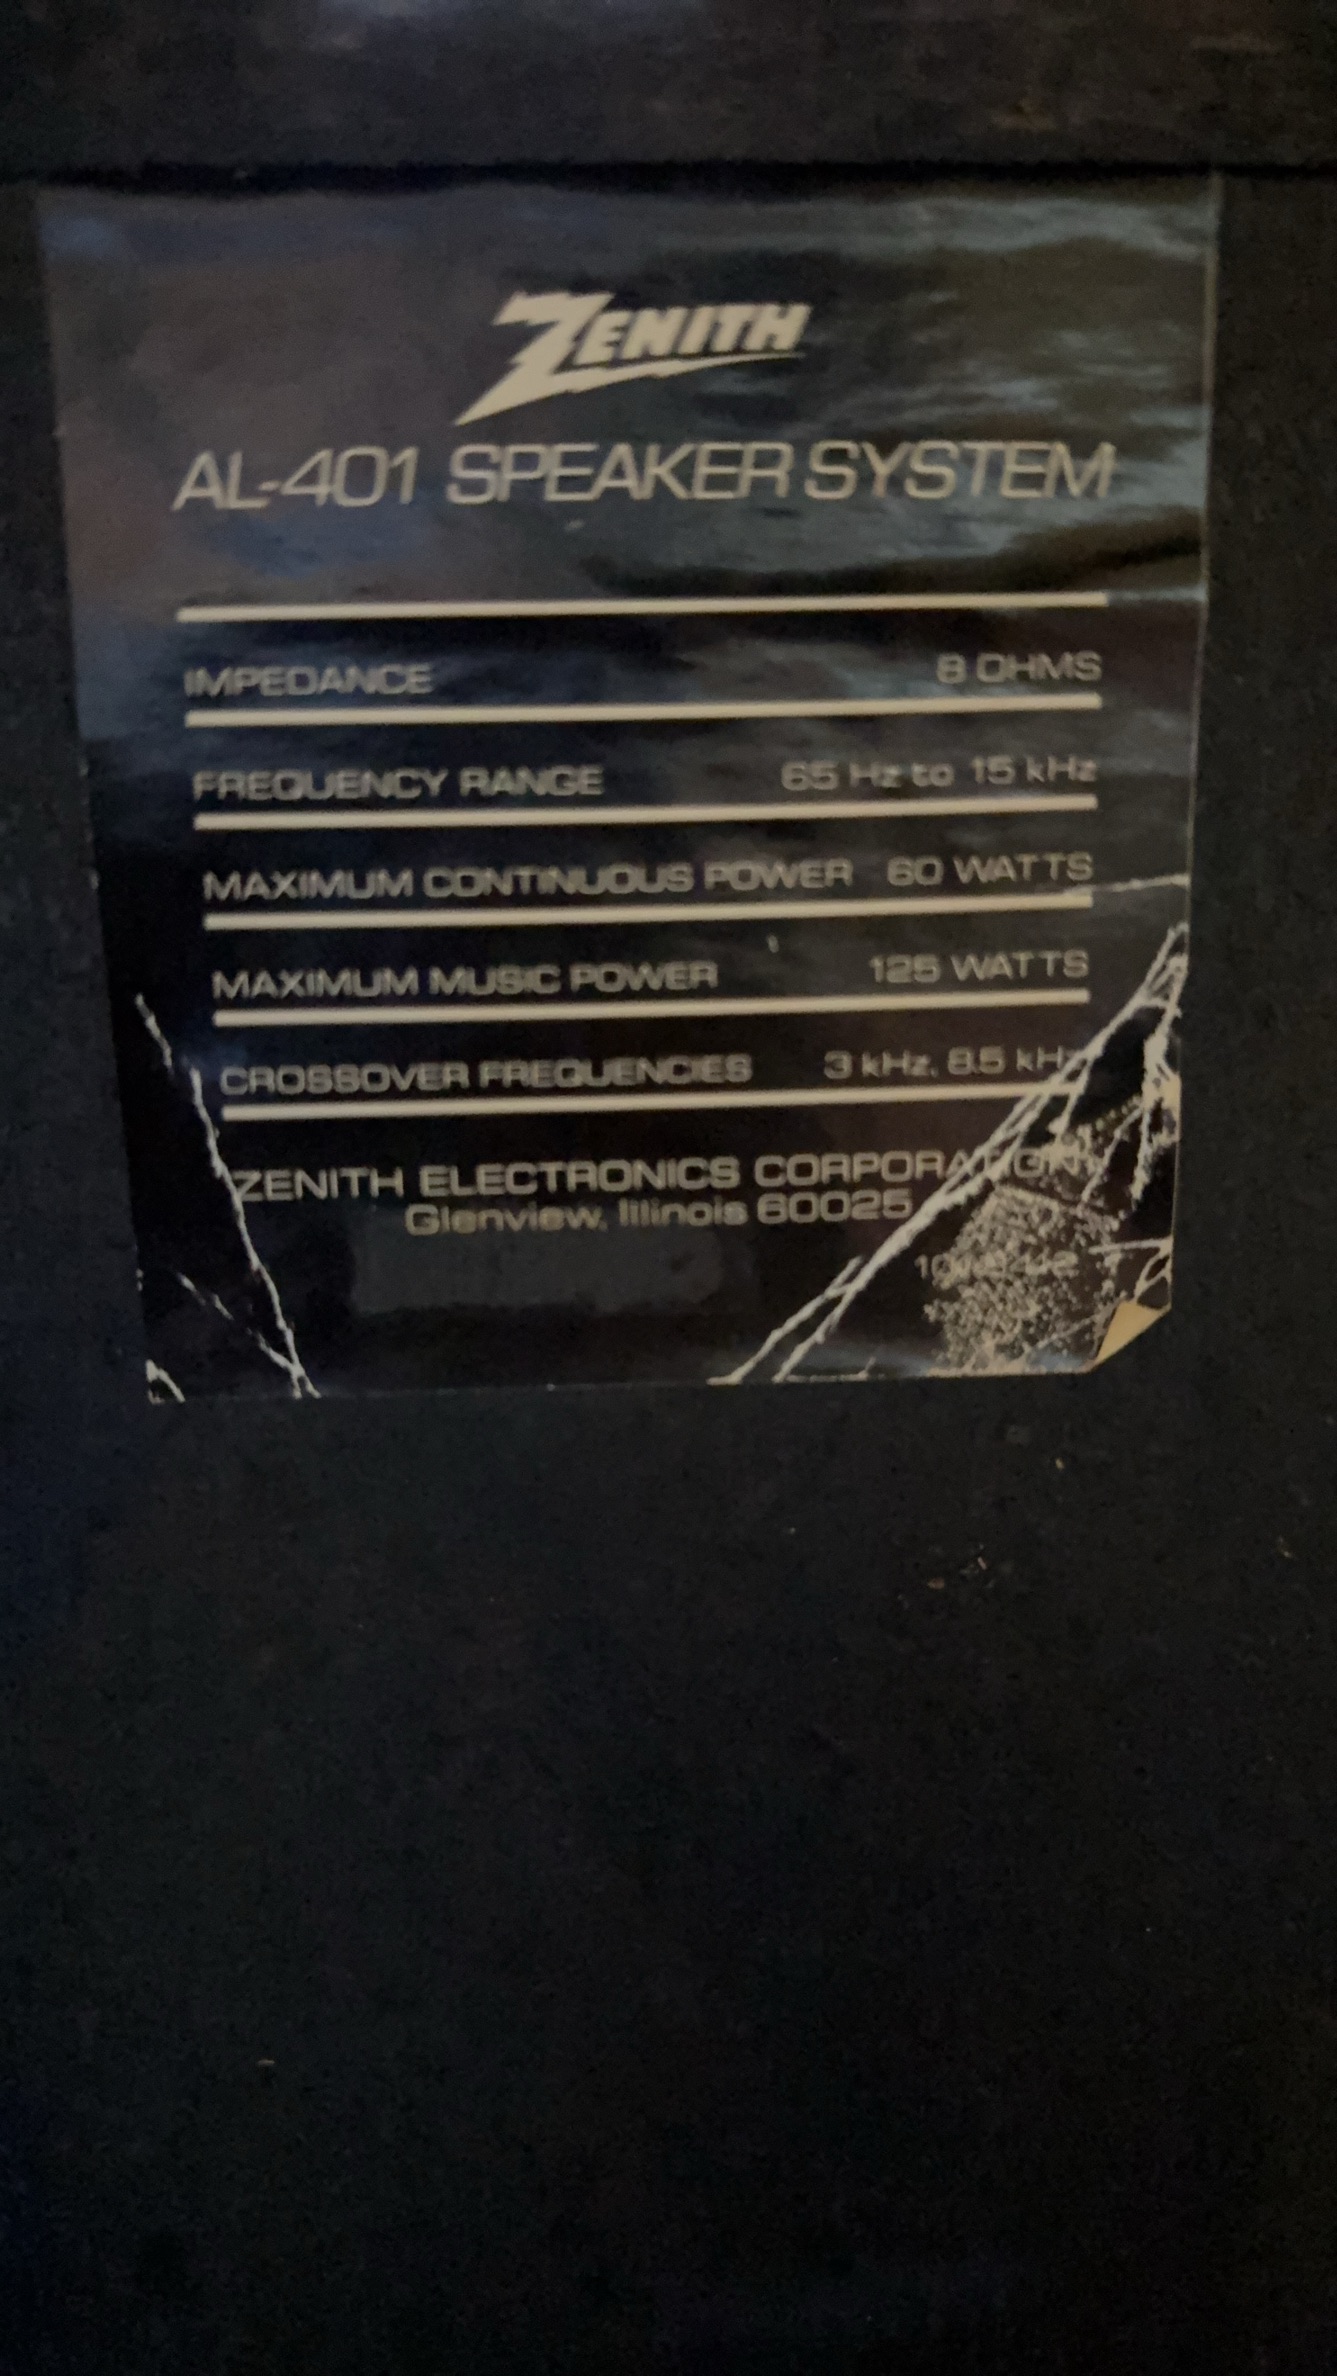 ZENITH
AL-401 SPEAKER SYSTEM
IMPEDANCE 8 OHMS
FREQUENCY RANGE 65 Hz to 15 kHz
MAXIMUM CONTINUOUS POWER 60 WATTS
MAXIMUM MUSIC POWER 125 WATTS
CROSSOVER FREQUENCIES 3 kHz, 8.5 kHz
ZENITH ELECTRONICS CORPORATION
Glenview, Illinois 60025